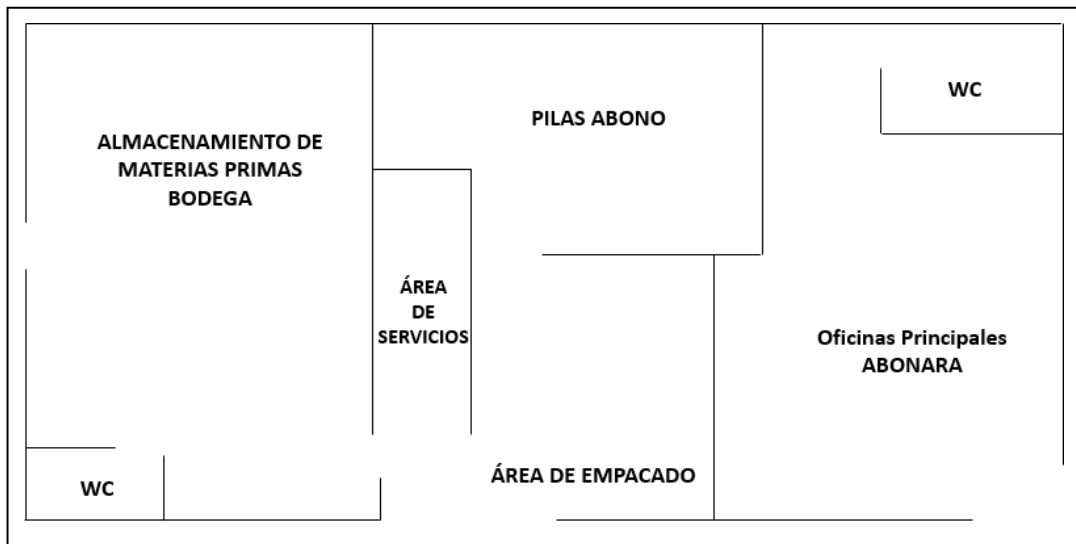 ALMACENAMIENTO DE
MATERIAS PRIMAS
BODEGA
PILAS ABONO
WC
ÁREA
DE
SERVICIOS
Oficinas Principales
ABONARA
WC
ÁREA DE EMPACADO